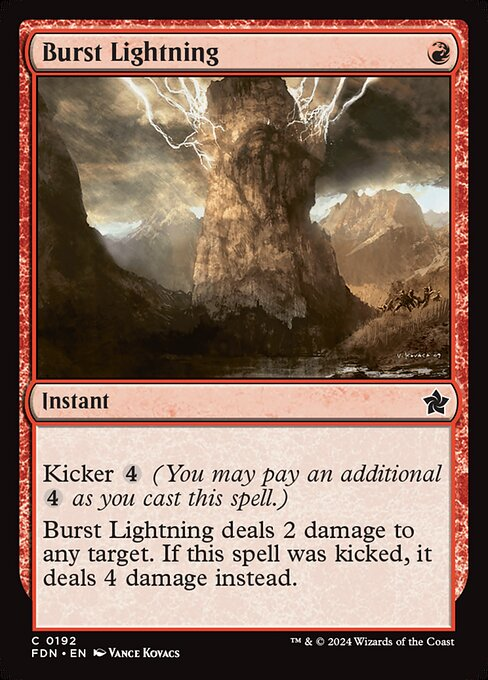 Burst Lightning
V. KOVACS 09
Instant
Kicker 4 (You may pay an additional
4 as you cast this spell.)
Burst Lightning deals 2 damage to
any target. If this spell was kicked, it
deals 4 damage instead.
C 0192
™ & © 2024 Wizards of the Coast
FDN • EN VANCE KOVACS